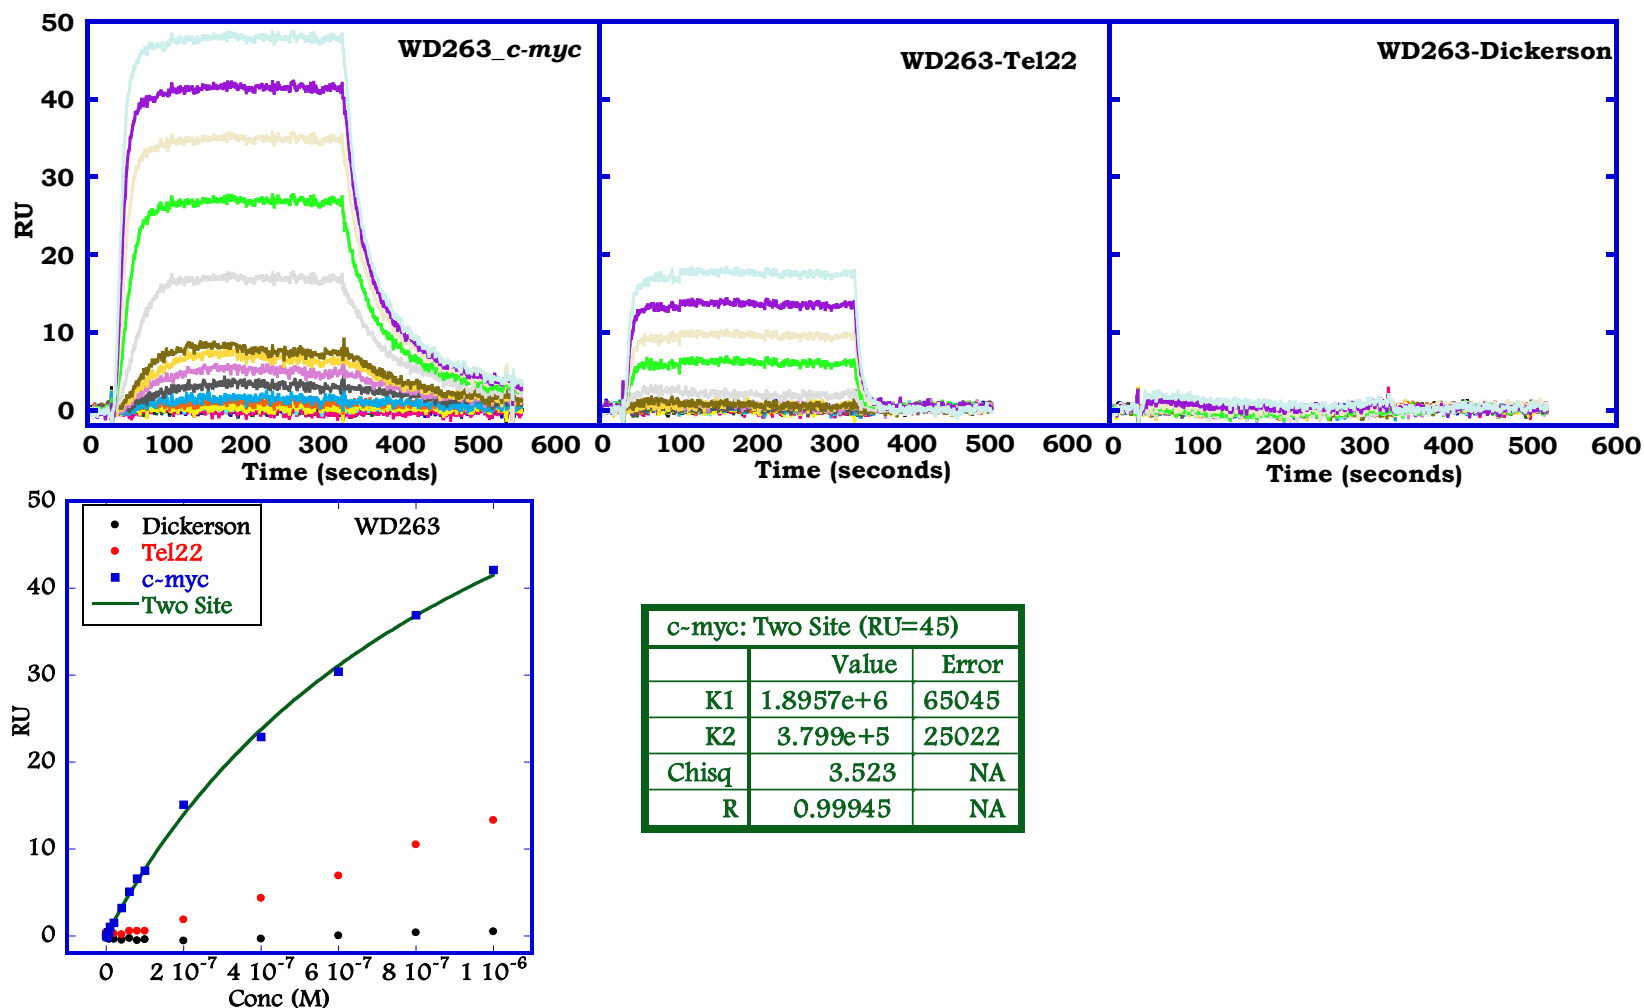 50
40
30
20
10
0
RU
WD263_c-myc
WD263-Tel22
WD263-Dickerson
0 100 200 300 400 500 600
0 100 200 300 400 500 600
0 100 200 300 400 500 600
Time (seconds)
Time (seconds)
Time (seconds)
50
40
30
20
10
0
RU
Dickerson
Tel22
c-myc
Two Site
WD263
0 2 10-7 4 10-7 6 10-7 8 10-7 1 10-6
Conc (M)
c-myc: Two Site (RU=45)
Value Error
K1 1.8957e+6 65045
K2 3.799e+5 25022
Chisq 3.523 NA
R 0.99945 NA